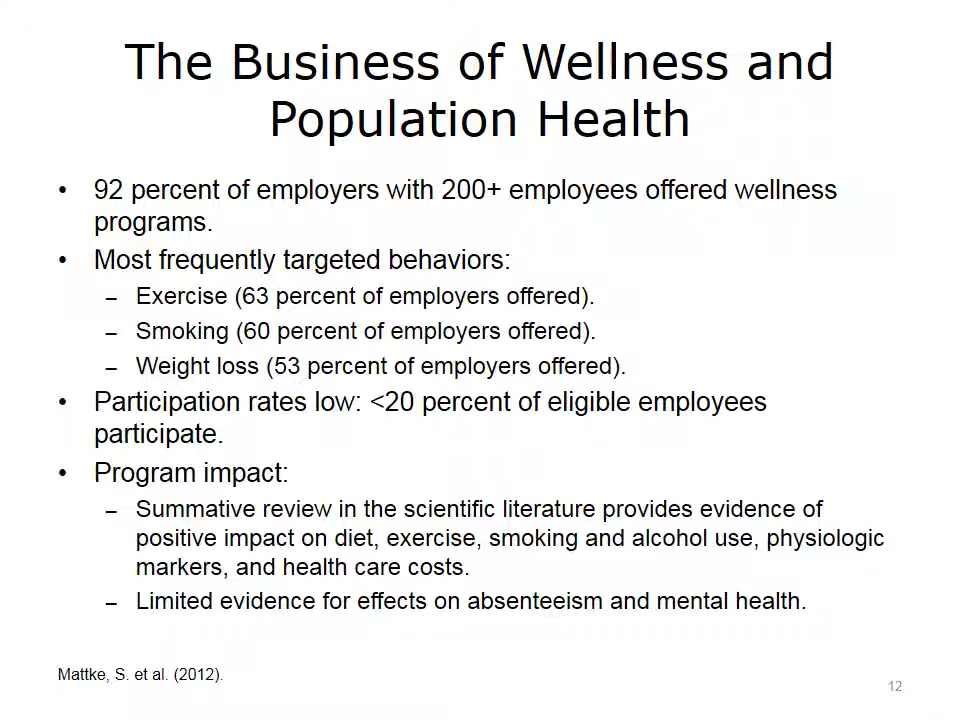 The Business of Wellness and
Population Health
• 92 percent of employers with 200+ employees offered wellness
programs.
• Most frequently targeted behaviors:
– Exercise (63 percent of employers offered).
– Smoking (60 percent of employers offered).
– Weight loss (53 percent of employers offered).
• Participation rates low: <20 percent of eligible employees
participate.
• Program impact:
– Summative review in the scientific literature provides evidence of
positive impact on diet, exercise, smoking and alcohol use, physiologic
markers, and health care costs.
– Limited evidence for effects on absenteeism and mental health.
Mattke, S. et al. (2012).
12